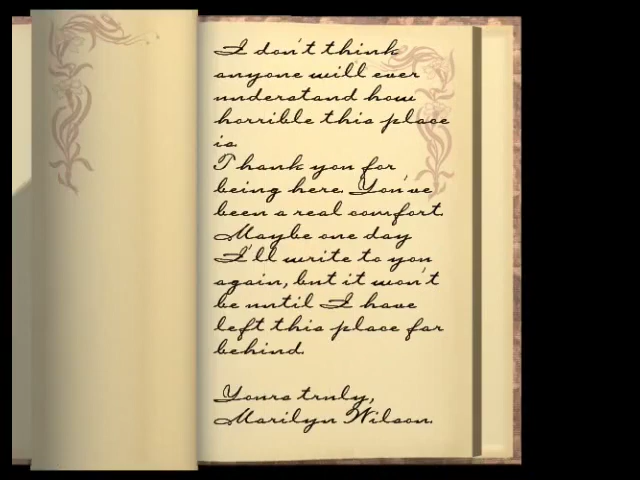 I don't think
anyone will ever
understand how
horrible this place
is.
Thank you for
being here. You've
been a real comfort.
Maybe one day
I'll write to you
again, but it won't
be until I have
left this place far
behind.
Yours truly,
Marilyn Wilson.